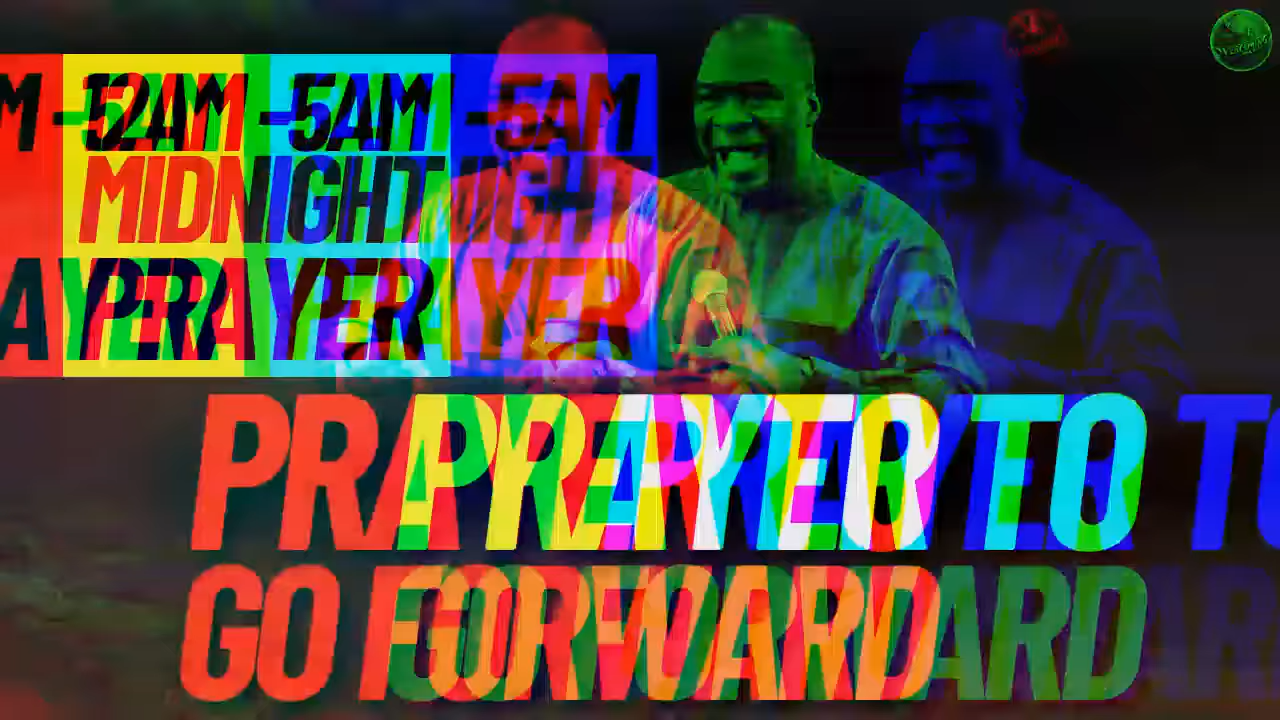 12AM -5AM
MIDNIGHT
PRAYER
PRAYER TO
GO FORWARD